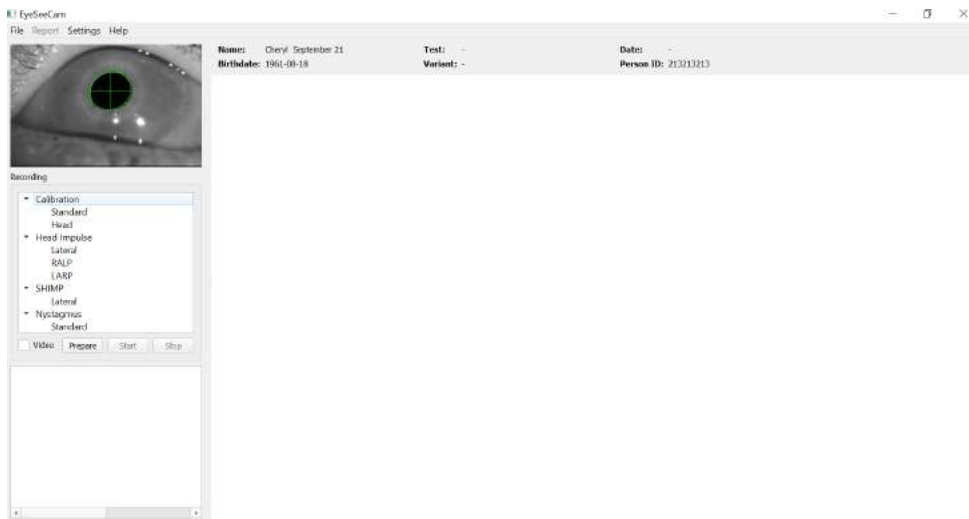 EyeSeeCam
File Report Settings Help
Name: Cheryl September 21 Test: - Date: -
Birthdate: 1961-08-18 Variant: - Person ID: 213213213
Recording
Calibration
Standard
Head
Head Impulse
Lateral
RALP
LARP
SHIMP
Lateral
Nystagmus
Standard
Video Prepare Start Stop